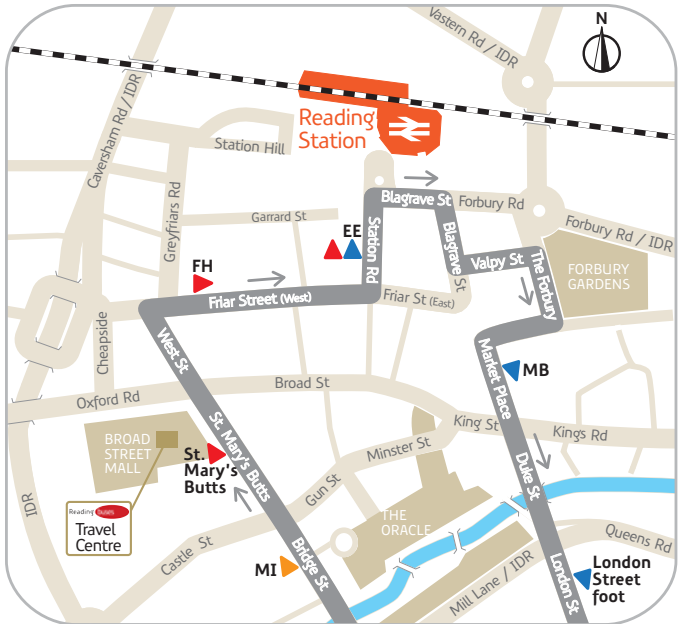 Vastern Rd / IDR
N
Caversham Rd / IDR
Reading
Station
Station Hill
Greyfriars Rd
Garrard St
Blagrave St
Forbury Rd
Forbury Rd / IDR
EE
Station Rd
Blagrave St
Valpy St
The Forbury
FORBURY
GARDENS
FH
Friar Street (West)
Friar St (East)
Cheapside
West St
Market Place
MB
Oxford Rd
Broad St
King St
Kings Rd
BROAD
STREET
MALL
St.
Mary's
Butts
St. Mary's Butts
Minster St
Gun St
Duke St
IDR
Reading buses
Travel
Centre
THE
ORACLE
Castle St
MI
Bridge St
Queens Rd
Mill Lane / IDR
London St
London
Street
foot